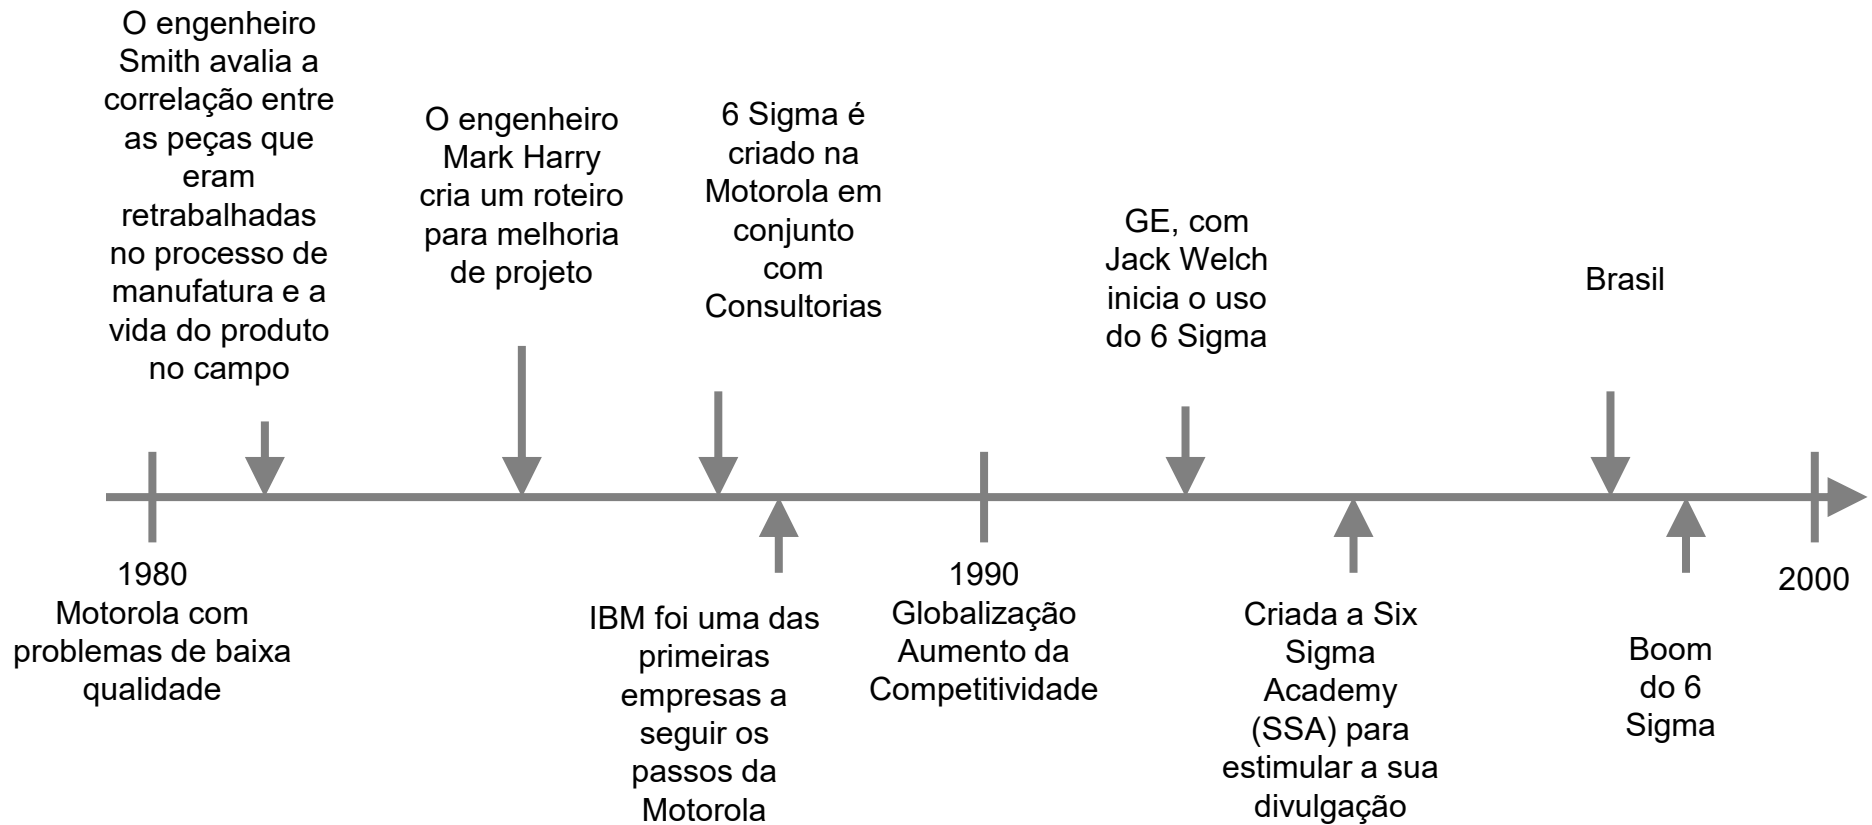 O engenheiro
Smith avalia a
correlação entre
as peças que
eram
retrabalhadas
no processo de
manufatura e a
vida do produto
no campo
O engenheiro
Mark Harry
cria um roteiro
para melhoria
de projeto
6 Sigma é
criado na
Motorola em
conjunto
com
Consultorias
GE, com
Jack Welch
inicia o uso
do 6 Sigma
Brasil
1980
Motorola com
problemas de baixa
qualidade
IBM foi uma das
primeiras
empresas a
seguir os
passos da
Motorola
1990
Globalização
Aumento da
Competitividade
Criada a Six
Sigma
Academy
(SSA) para
estimular a sua
divulgação
Boom
do 6
Sigma
2000